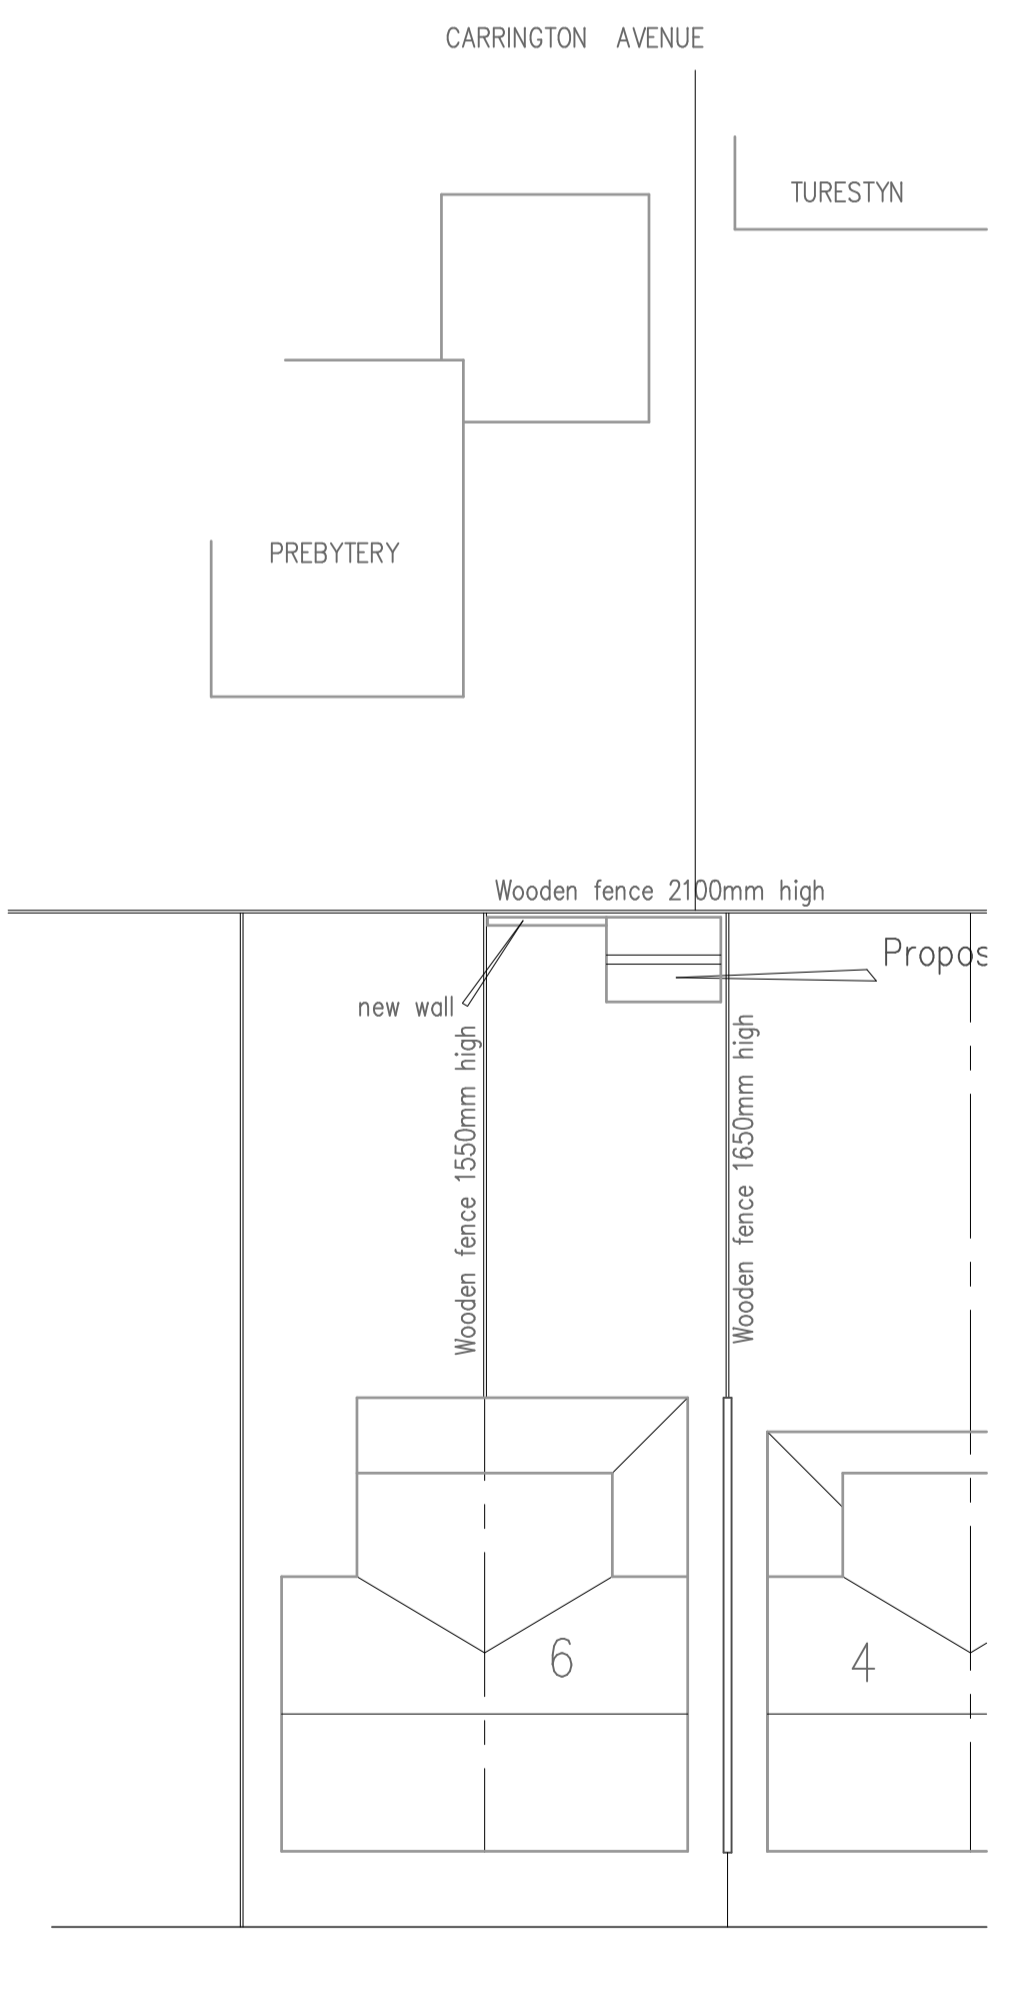 CARRINGTON AVENUE
TURESTYN
PREBYTERY
Wooden fence 2100mm high
Propos
new wall
Wooden fence 1550mm high
Wooden fence 1650mm high
6
4